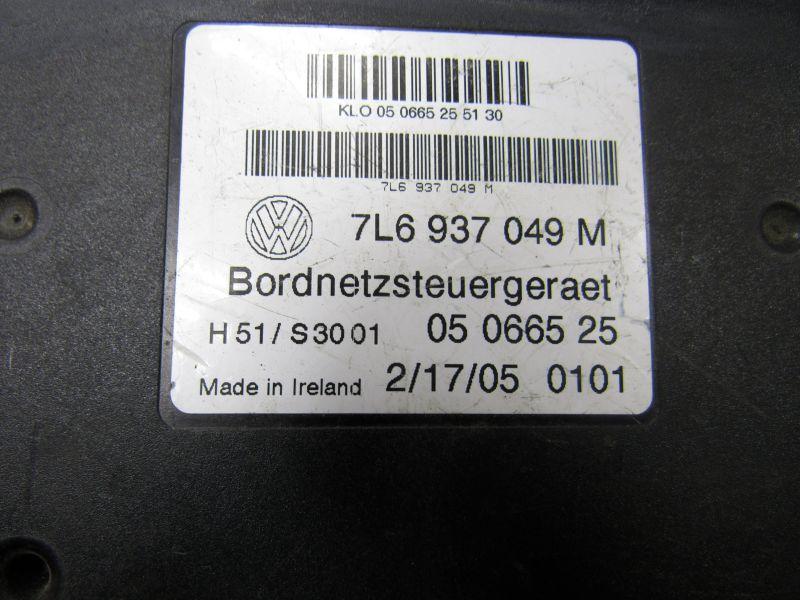 KLO 05 0665 25 51 30
7L6 937 049 M
VW 7L6 937 049 M
Bordnetzsteuergeraet
H 51 / S 30 01 05 0665 25
Made in Ireland 2/17/05 0101